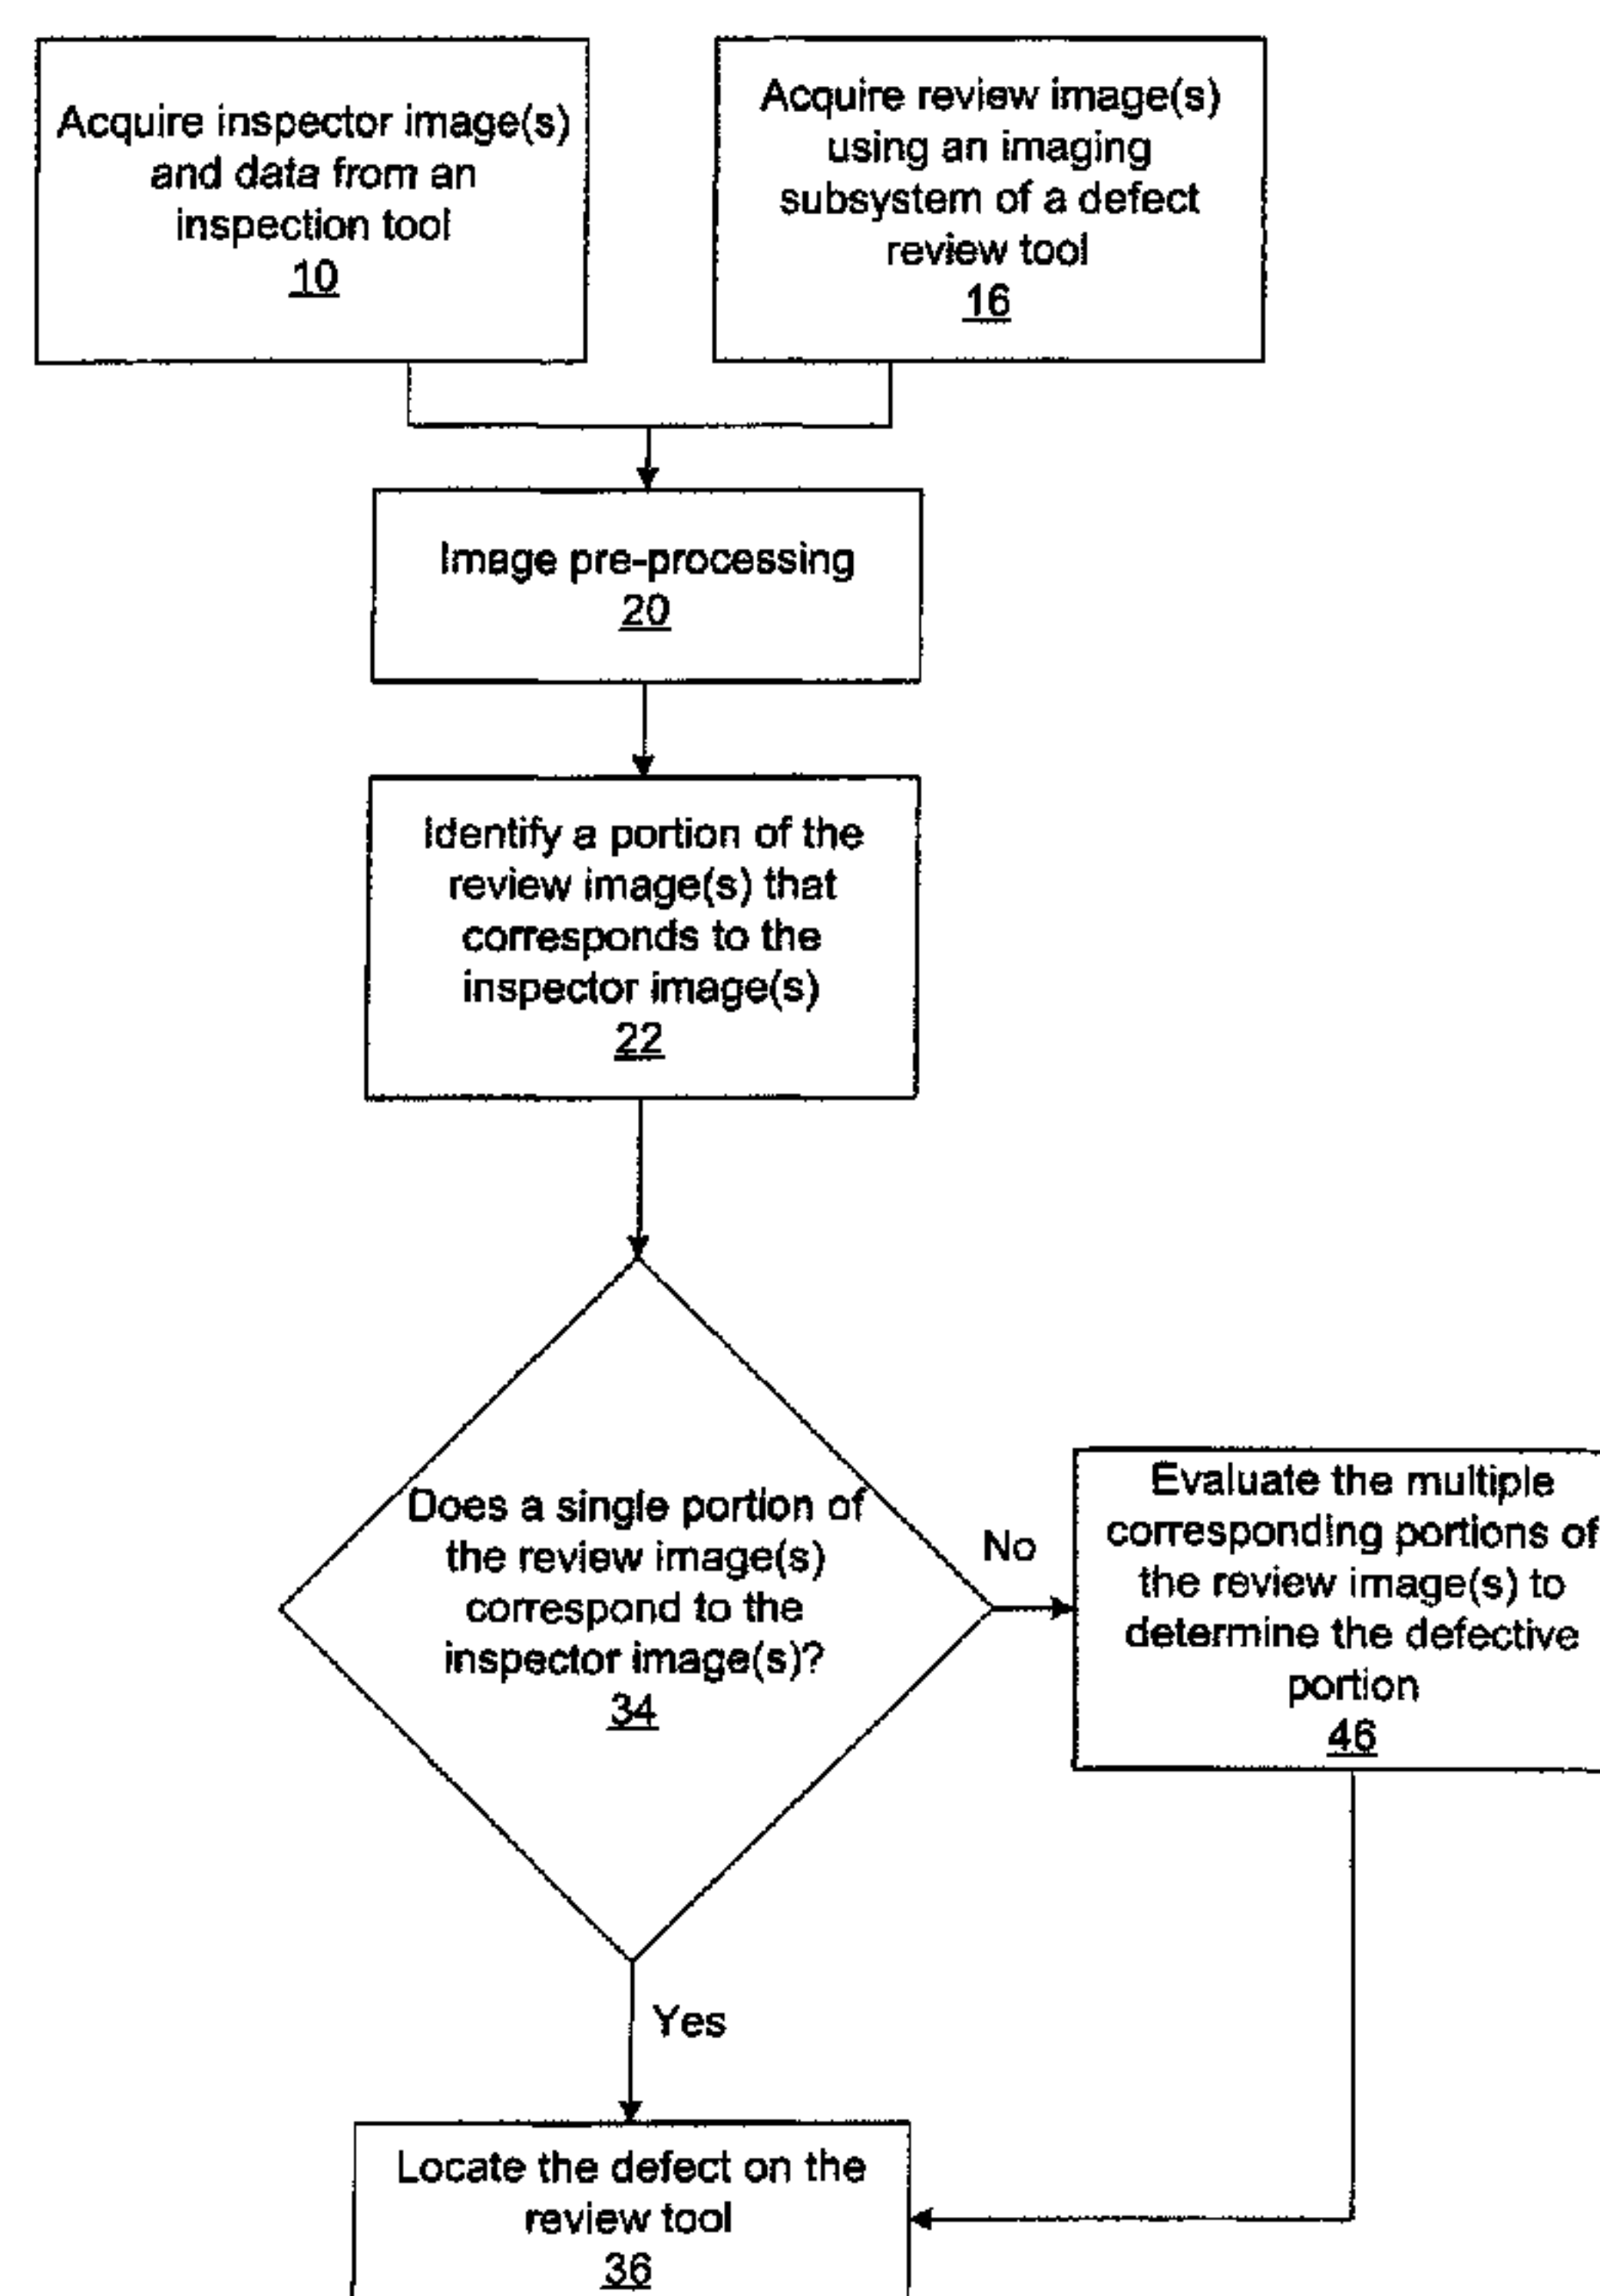 Acquire inspector image(s)
and data from an
inspection tool
10
Acquire review image(s)
using an imaging
subsystem of a defect
review tool
16
Image pre-processing
20
Identify a portion of the
review image(s) that
corresponds to the
inspector image(s)
22
Does a single portion of
the review image(s)
correspond to the
inspector image(s)?
34
No
Evaluate the multiple
corresponding portions of
the review image(s) to
determine the defective
portion
46
Yes
Locate the defect on the
review tool
36